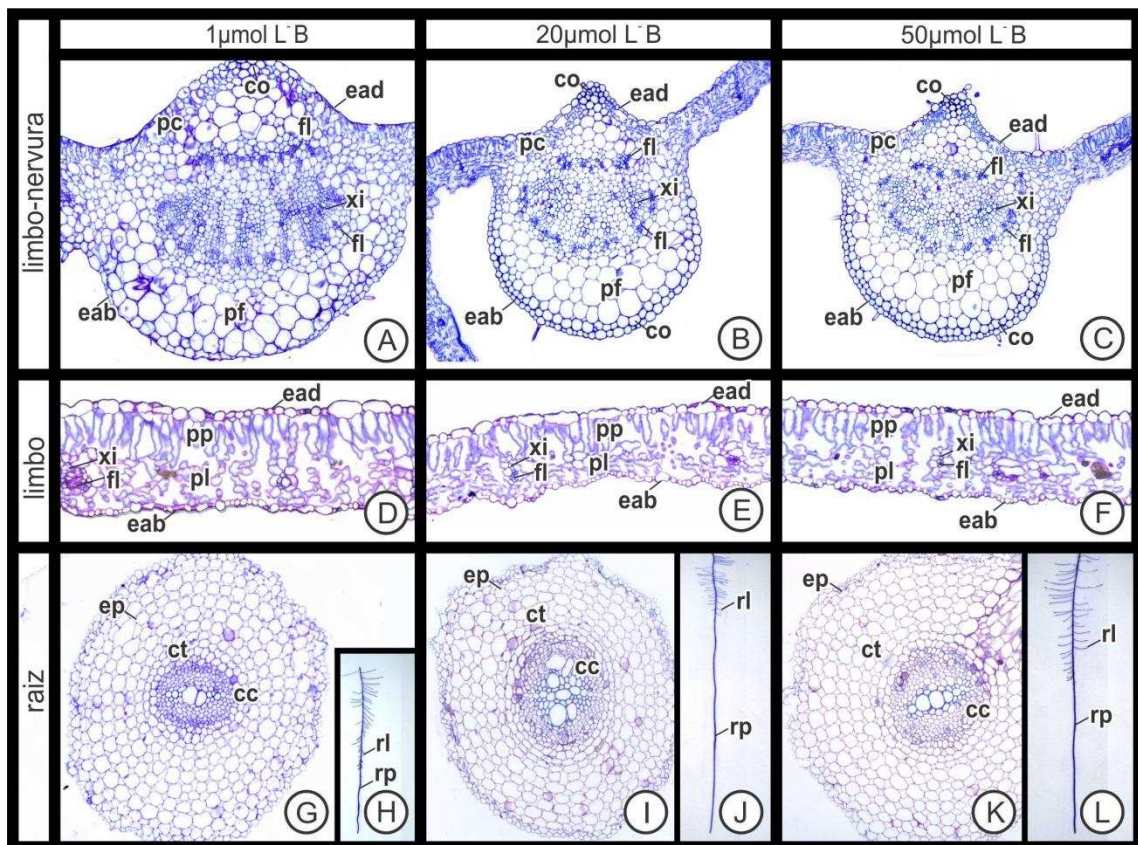 1µmol L⁻B
20µmol L⁻B
50µmol L⁻B
limbo-nervura
co
ead
pc
fl
xi
fl
pf
eab
A
co
ead
pc
fl
xi
fl
pf
eab
co
B
co
ead
pc
fl
xi
fl
pf
eab
co
C
limbo
ead
pp
xi
fl
pl
eab
D
ead
pp
xi
pl
fl
eab
E
ead
pp
xi
pl
fl
eab
F
raiz
ep
ct
cc
G
rl
rp
H
ep
ct
cc
I
rl
rp
J
ep
ct
cc
K
rl
rp
L